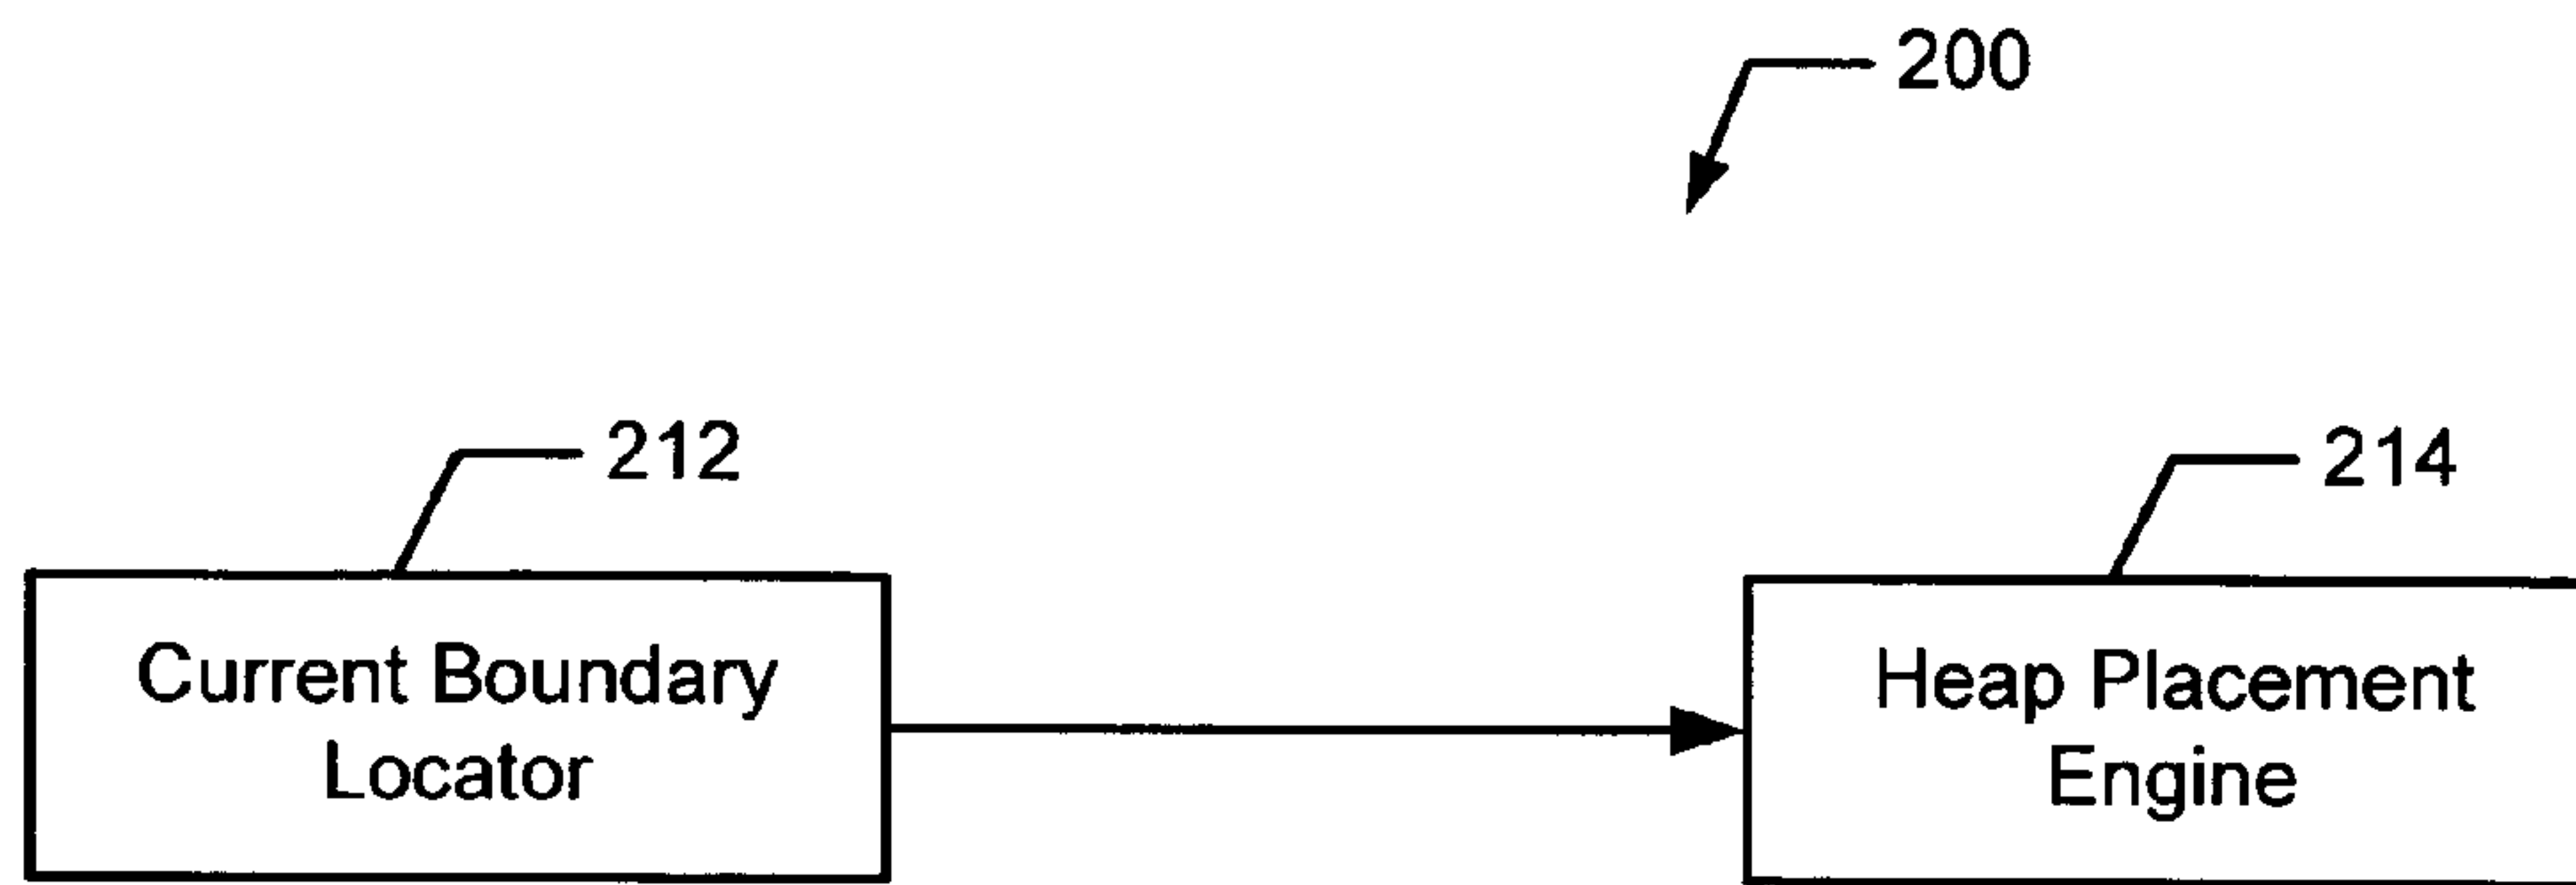 200
212
214
Current Boundary
Locator
Heap Placement
Engine